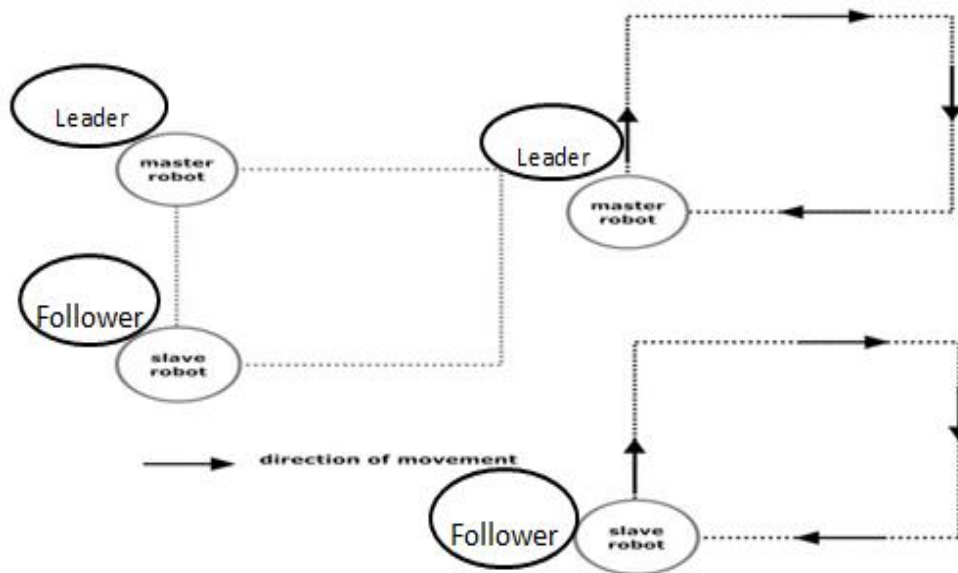 Leader
master
robot
Follower
slave
robot
direction of movement
Leader
master
robot
Follower
slave
robot